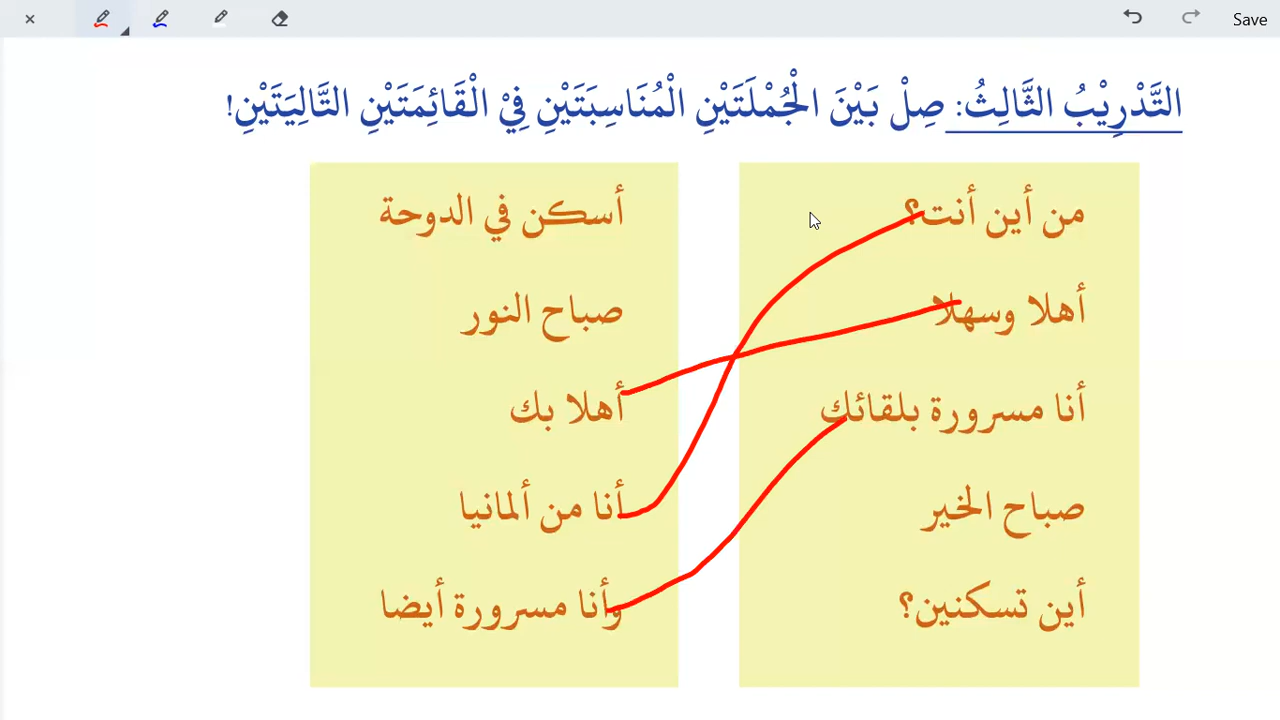 Save
التَّدْرِيْبُ الثَّالِثُ: صِلْ بَيْنَ الْجُمْلَتَيْنِ الْمُنَاسِبَتَيْنِ فِيْ الْقَائِمَتَيْنِ التَّالِيَتَيْنِ!
من أين أنت؟
أهلا وسهلا
أنا مسرورة بلقائك
صباح الخير
أين تسكنين؟
أسكن في الدوحة
صباح النور
أهلا بك
أنا من ألمانيا
وأنا مسرورة أيضا